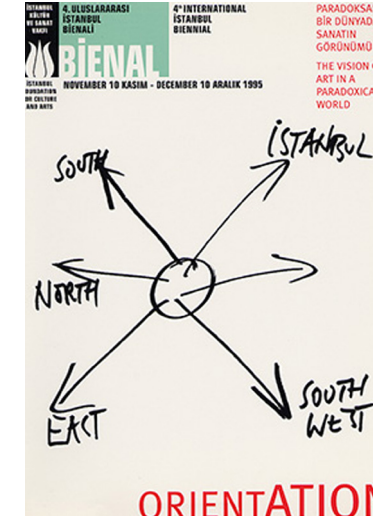 İSTANBUL
KÜLTÜR
VE SANAT
VAKFI
İSTANBUL
FOUNDATION
OR CULTURE
AND ARTS
4. ULUSLARARASI
İSTANBUL
BİENALİ
4th INTERNATIONAL
İSTANBUL
BIENNIAL
BİENAL
NOVEMBER 10 KASIM - DECEMBER 10 ARALIK 1995
PARADOKSA
BİR DÜNYAD
SANATIN
GÖRÜNÜMÜ
THE VISION O
ART IN A
PARADOXICA
WORLD
SOUTH
İSTANBUL
NORTH
EAST
SOUTH
WEST
ORIENTATION